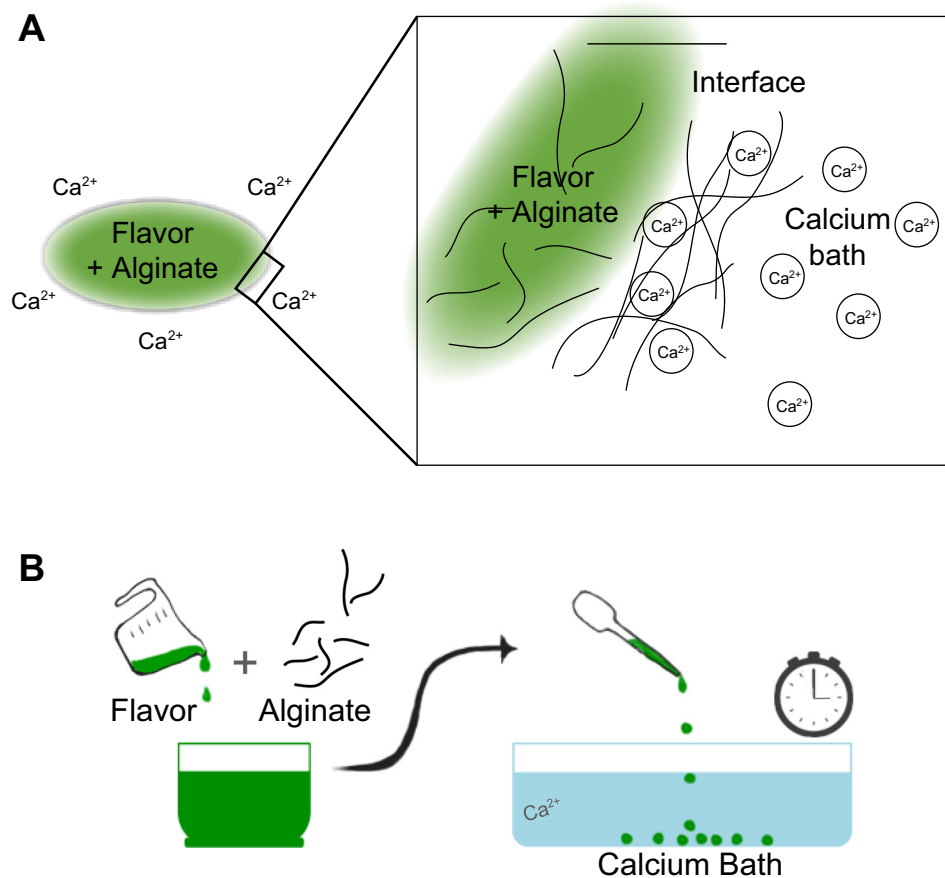 A
Ca²⁺
Ca²⁺
Flavor
+ Alginate
Ca²⁺
Ca²⁺
Ca²⁺
Interface
Flavor
+ Alginate
Calcium
bath
Ca²⁺
Ca²⁺
Ca²⁺
Ca²⁺
Ca²⁺
Ca²⁺
Ca²⁺
Ca²⁺
Ca²⁺
B
+
Flavor
Alginate
Ca²⁺
Calcium Bath